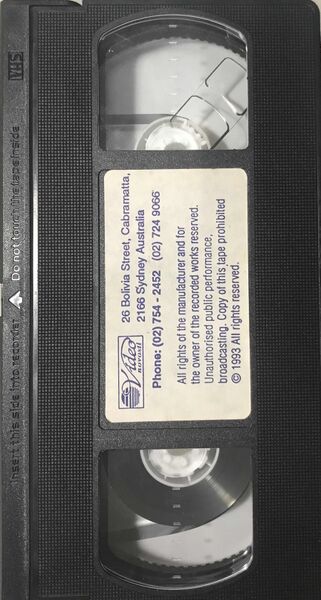 VHS
Do not touch the tape inside
Insert this side into recorder
Video
26 Bolivia Street, Cabramatta,
2166 Sydney Australia
Phone: (02) 754 - 2452 (02) 724 9066
All rights of the manufacturer and for
the owner of the recorded works reserved.
Unauthorised public performance,
broadcasting. Copy of this tape prohibited
© 1993 All rights reserved.